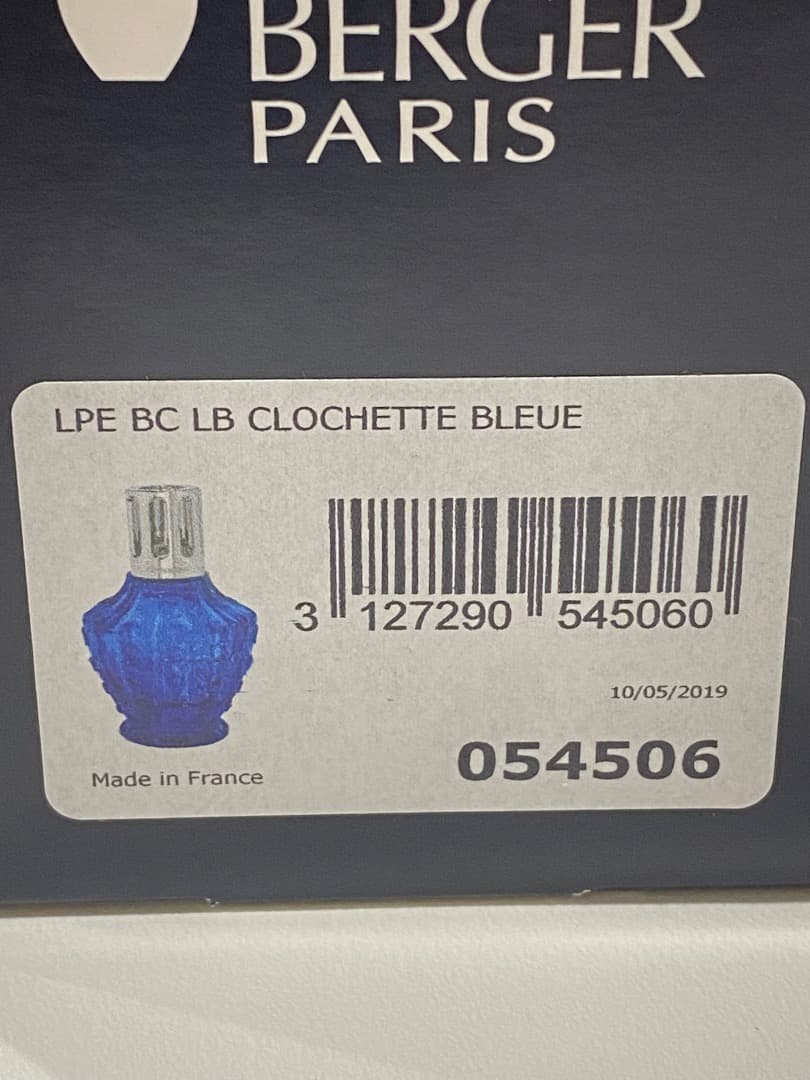 BERGER
PARIS
LPE BC LB CLOCHETTE BLEUE
3 127290 545060
10/05/2019
054506
Made in France